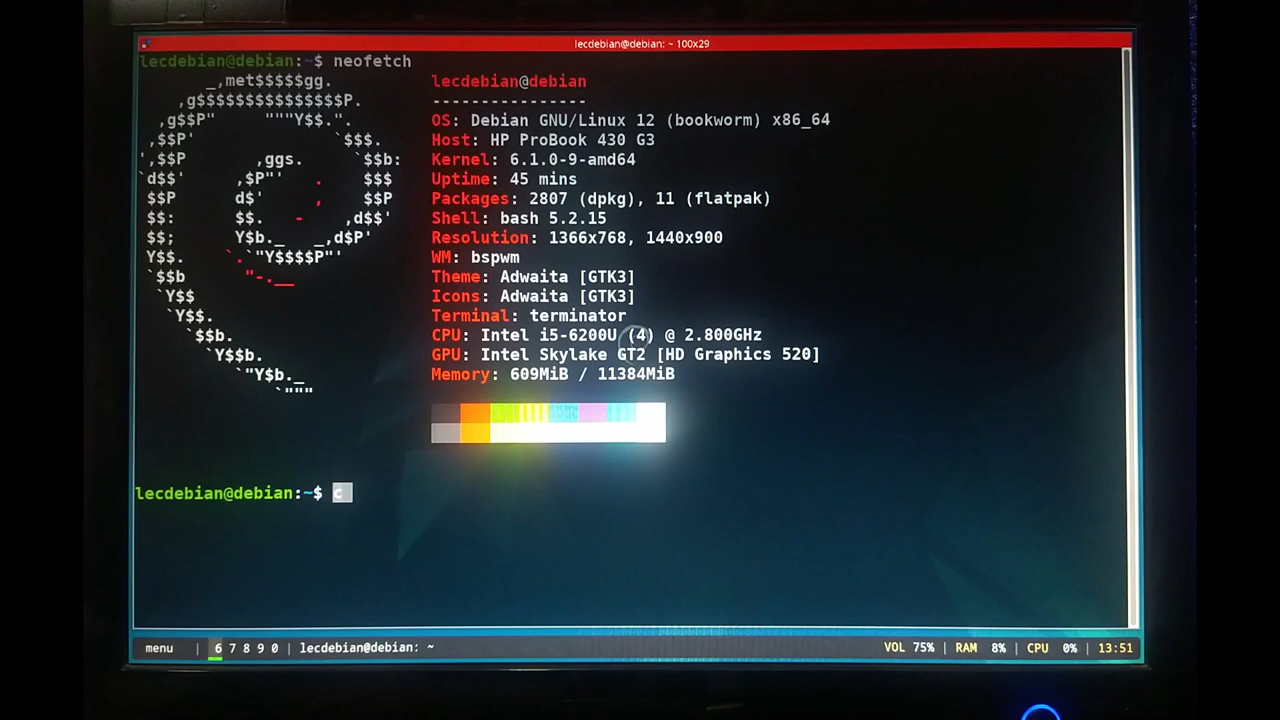 lecdebian@debian: ~ 100x29
lecdebian@debian:~$ neofetch
       _,met$$$$$gg.
    ,g$$$$$$$$$$$$$$$P.
  ,g$$P"     """Y$$.".
 ,$$P'              `$$$.
',$$P       ,ggs.     `$$b:
`d$$'     ,$P"'   .    $$$
 $$P      d$'     ,    $$P
 $$:      $$.   -    ,d$$'
 $$;      Y$b._   _,d$P'
 Y$$.    `.`"Y$$$$P"'
 `$$b      "-.__
  `Y$$
   `Y$$.
     `$$b.
       `Y$$b.
          `"Y$b._
              `"""
lecdebian@debian
----------------
OS: Debian GNU/Linux 12 (bookworm) x86_64
Host: HP ProBook 430 G3
Kernel: 6.1.0-9-amd64
Uptime: 45 mins
Packages: 2807 (dpkg), 11 (flatpak)
Shell: bash 5.2.15
Resolution: 1366x768, 1440x900
WM: bspwm
Theme: Adwaita [GTK3]
Icons: Adwaita [GTK3]
Terminal: terminator
CPU: Intel i5-6200U (4) @ 2.800GHz
GPU: Intel Skylake GT2 [HD Graphics 520]
Memory: 609MiB / 11384MiB
lecdebian@debian:~$ c
menu | 6 7 8 9 0 | lecdebian@debian: ~ VOL 75% | RAM 8% | CPU 0% | 13:51